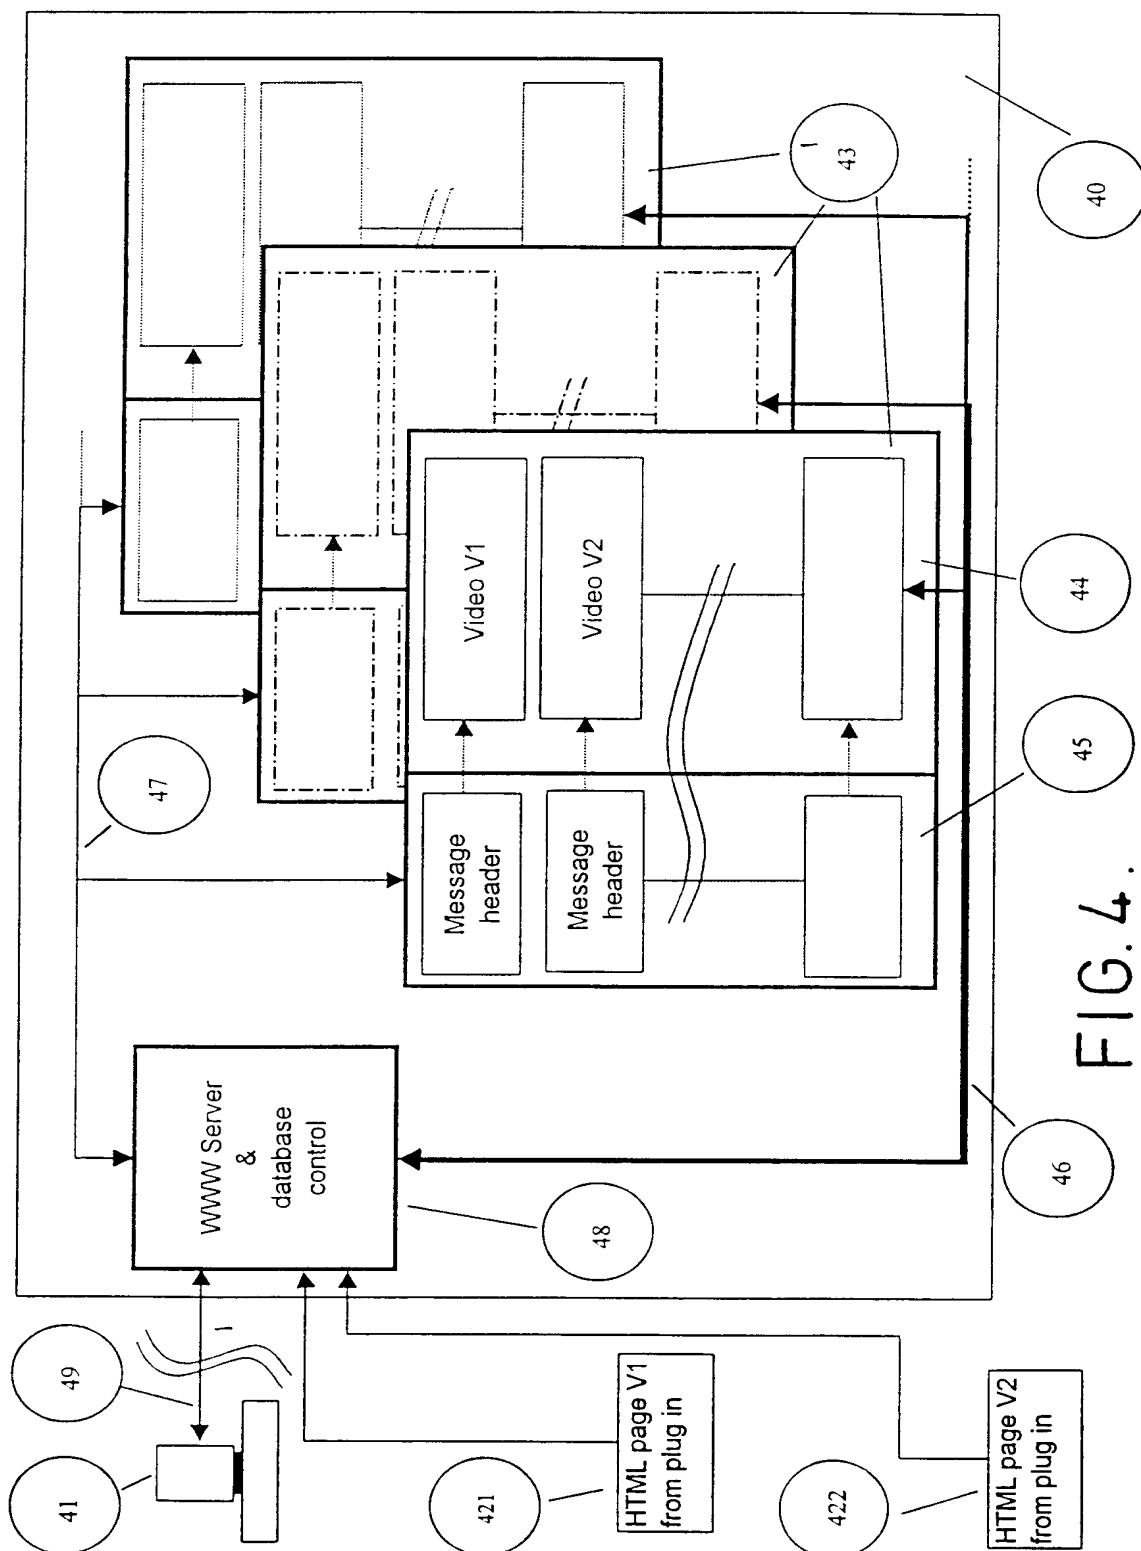 41
49
421
HTML page V1
from plug in
422
HTML page V2
from plug in
WWW Server
&
database
control
48
46
47
Message
header
Message
header
Video V1
Video V2
45
44
43
40
FIG. 4.